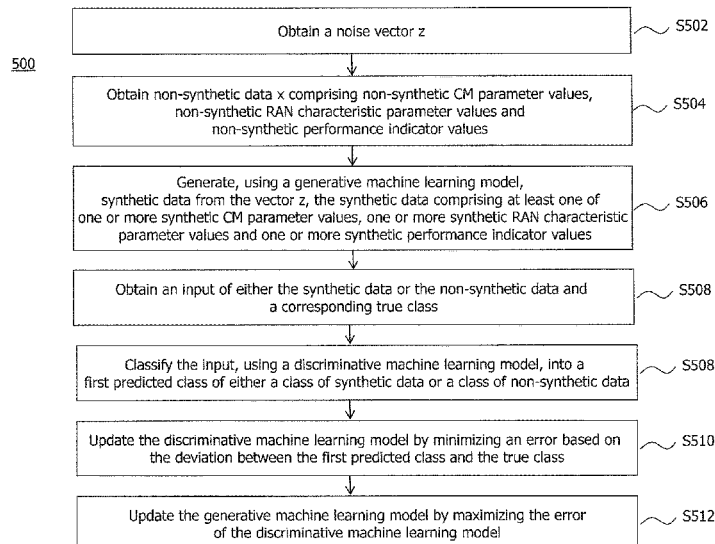 500
Obtain a noise vector z
S502
Obtain non-synthetic data x comprising non-synthetic CM parameter values,
non-synthetic RAN characteristic parameter values and
non-synthetic performance indicator values
S504
Generate, using a generative machine learning model,
synthetic data from the vector z, the synthetic data comprising at least one of
one or more synthetic CM parameter values, one or more synthetic RAN characteristic
parameter values and one or more synthetic performance indicator values
S506
Obtain an input of either the synthetic data or the non-synthetic data and
a corresponding true class
S508
Classify the input, using a discriminative machine learning model, into a
first predicted class of either a class of synthetic data or a class of non-synthetic data
S508
Update the discriminative machine learning model by minimizing an error based on
the deviation between the first predicted class and the true class
S510
Update the generative machine learning model by maximizing the error
of the discriminative machine learning model
S512